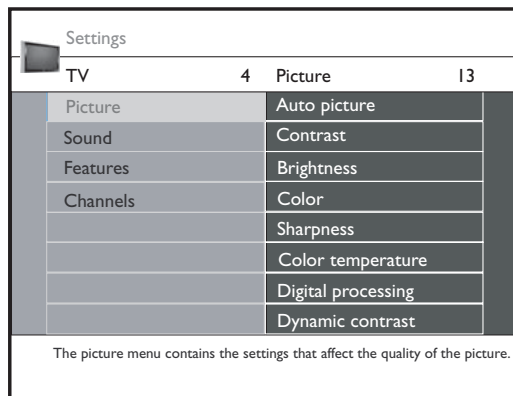 Settings
TV 4 Picture 13
Picture Auto picture
Sound Contrast
Features Brightness
Channels Color
Sharpness
Color temperature
Digital processing
Dynamic contrast
The picture menu contains the settings that affect the quality of the picture.